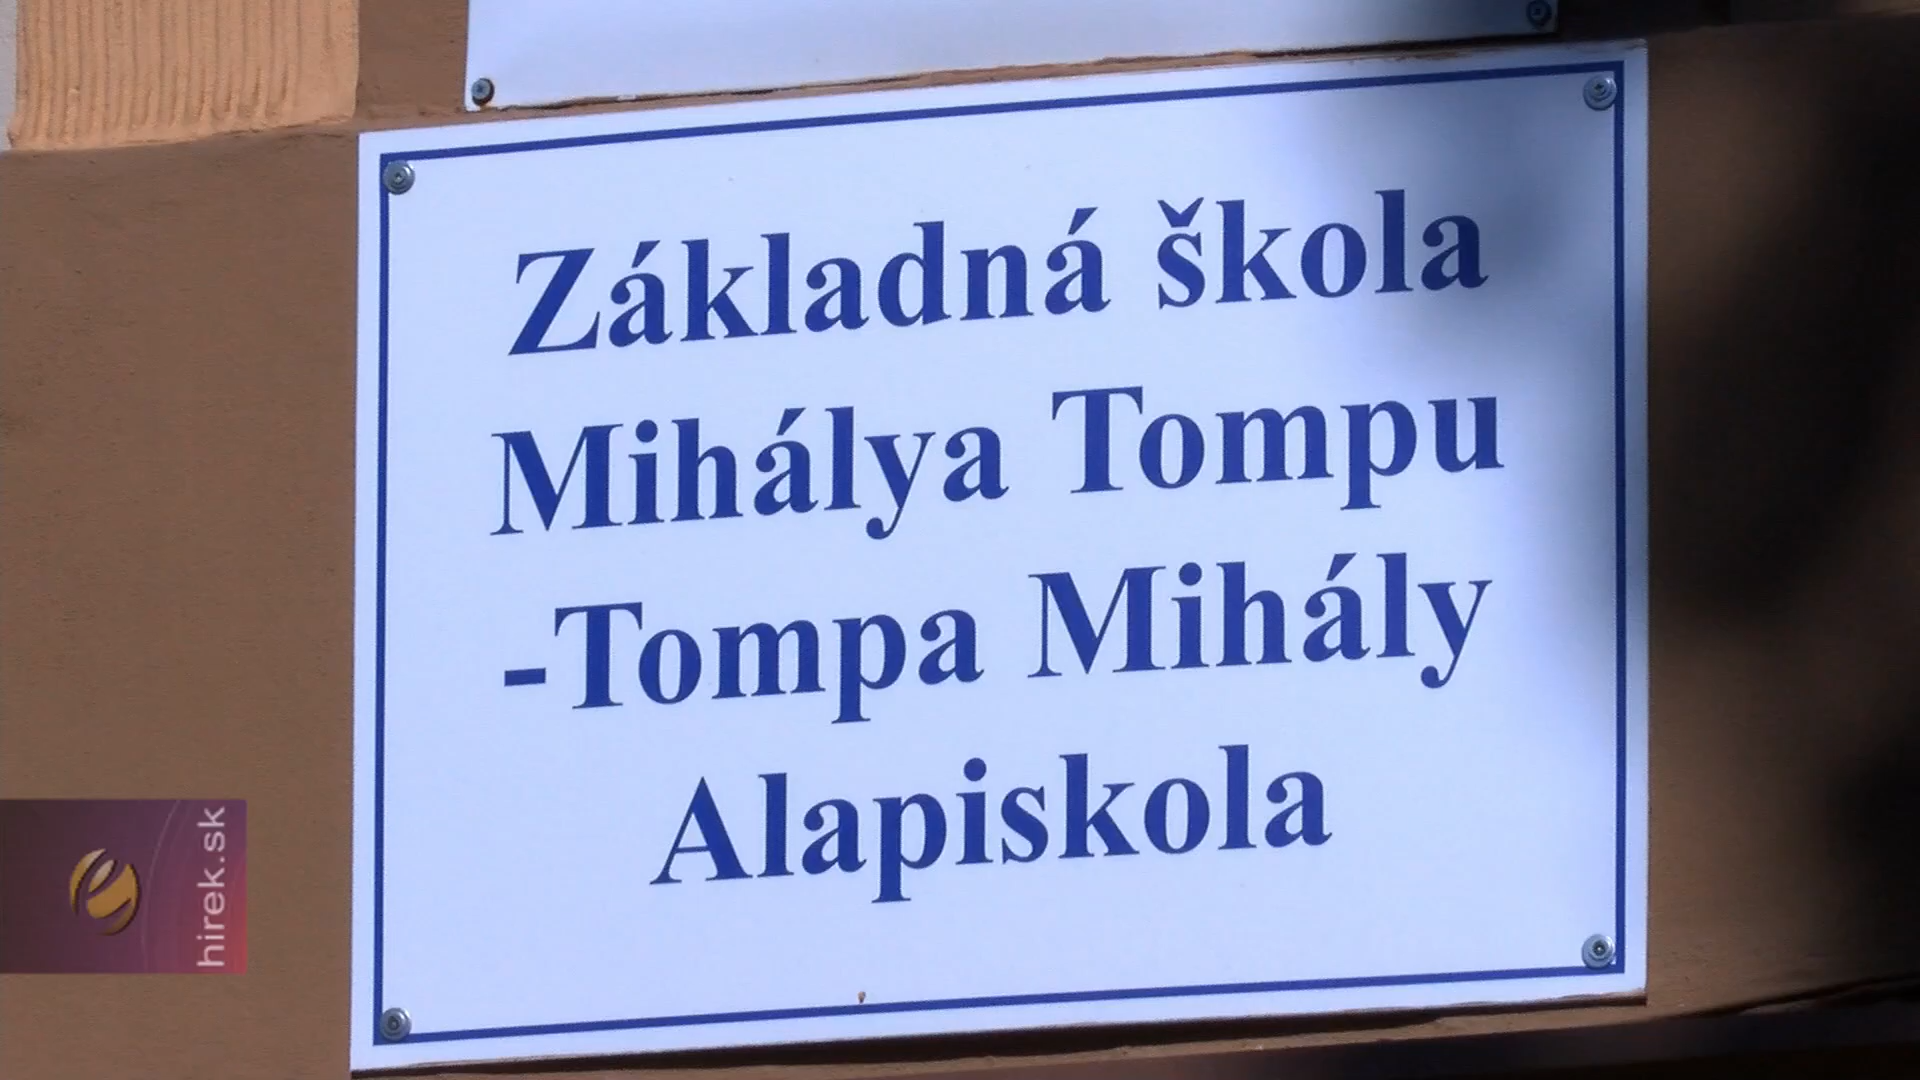 Základná škola
Mihálya Tompu
-Tompa Mihály
Alapiskola
hirek.sk